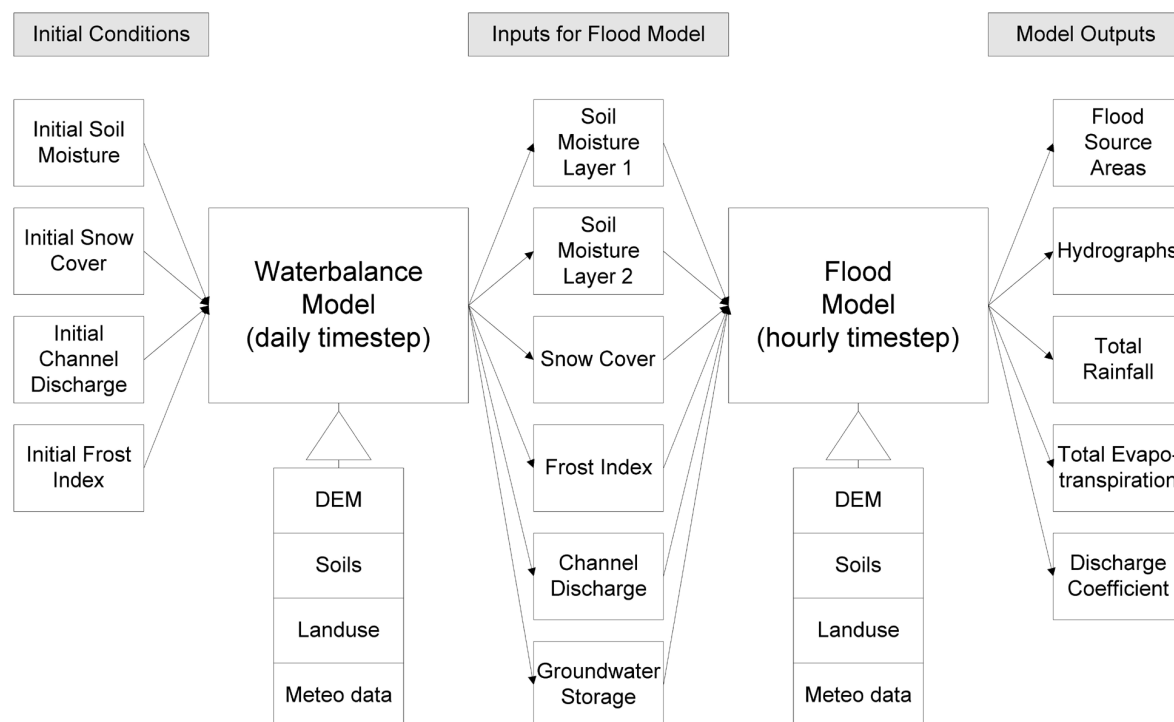 Initial Conditions
Inputs for Flood Model
Model Outputs
Initial Soil
Moisture
Initial Snow
Cover
Initial
Channel
Discharge
Initial Frost
Index
Waterbalance
Model
(daily timestep)
DEM
Soils
Landuse
Meteo data
Soil
Moisture
Layer 1
Soil
Moisture
Layer 2
Snow Cover
Frost Index
Channel
Discharge
Groundwater
Storage
Flood
Model
(hourly timestep)
DEM
Soils
Landuse
Meteo data
Flood
Source
Areas
Hydrographs
Total
Rainfall
Total Evapo-
transpiration
Discharge
Coefficient